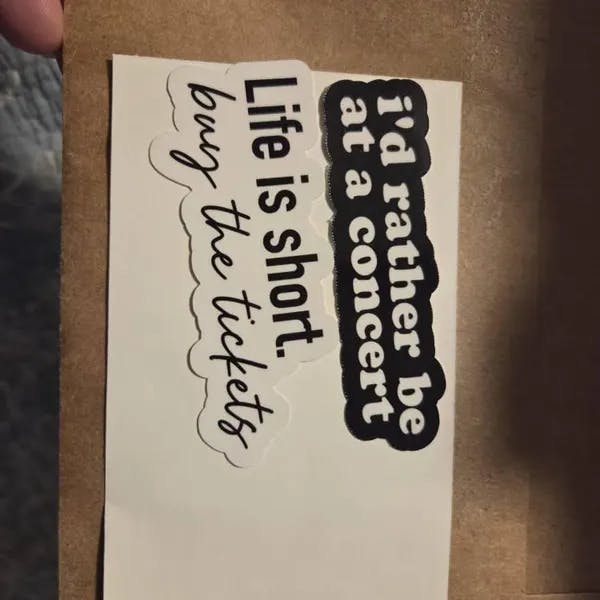 i'd rather be
at a concert
Life is short.
buy the tickets